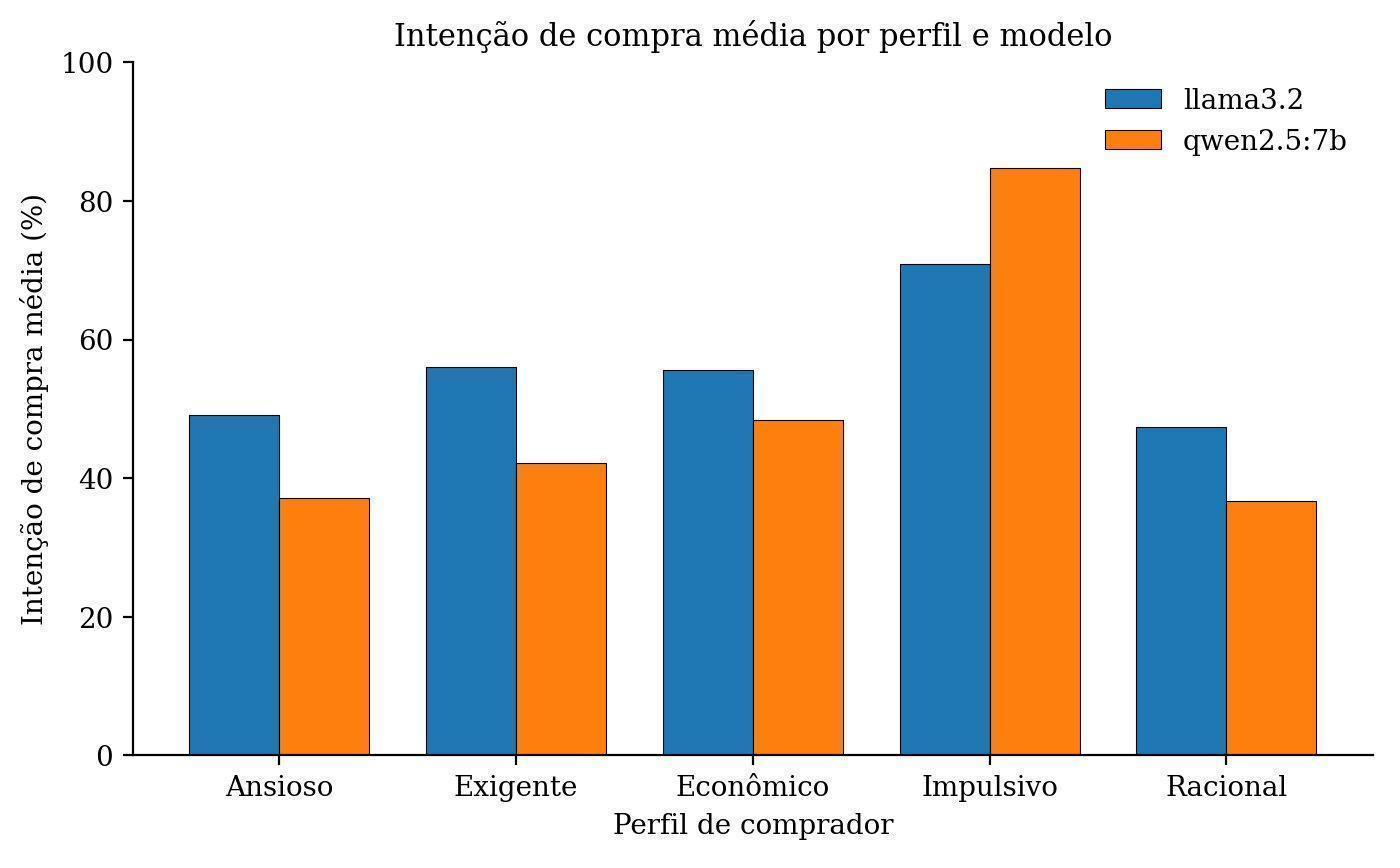 Intenção de compra média por perfil e modelo
llama3.2
qwen2.5:7b
Intenção de compra média (%)
100
80
60
40
20
0
Ansioso Exigente Econômico Impulsivo Racional
Perfil de comprador